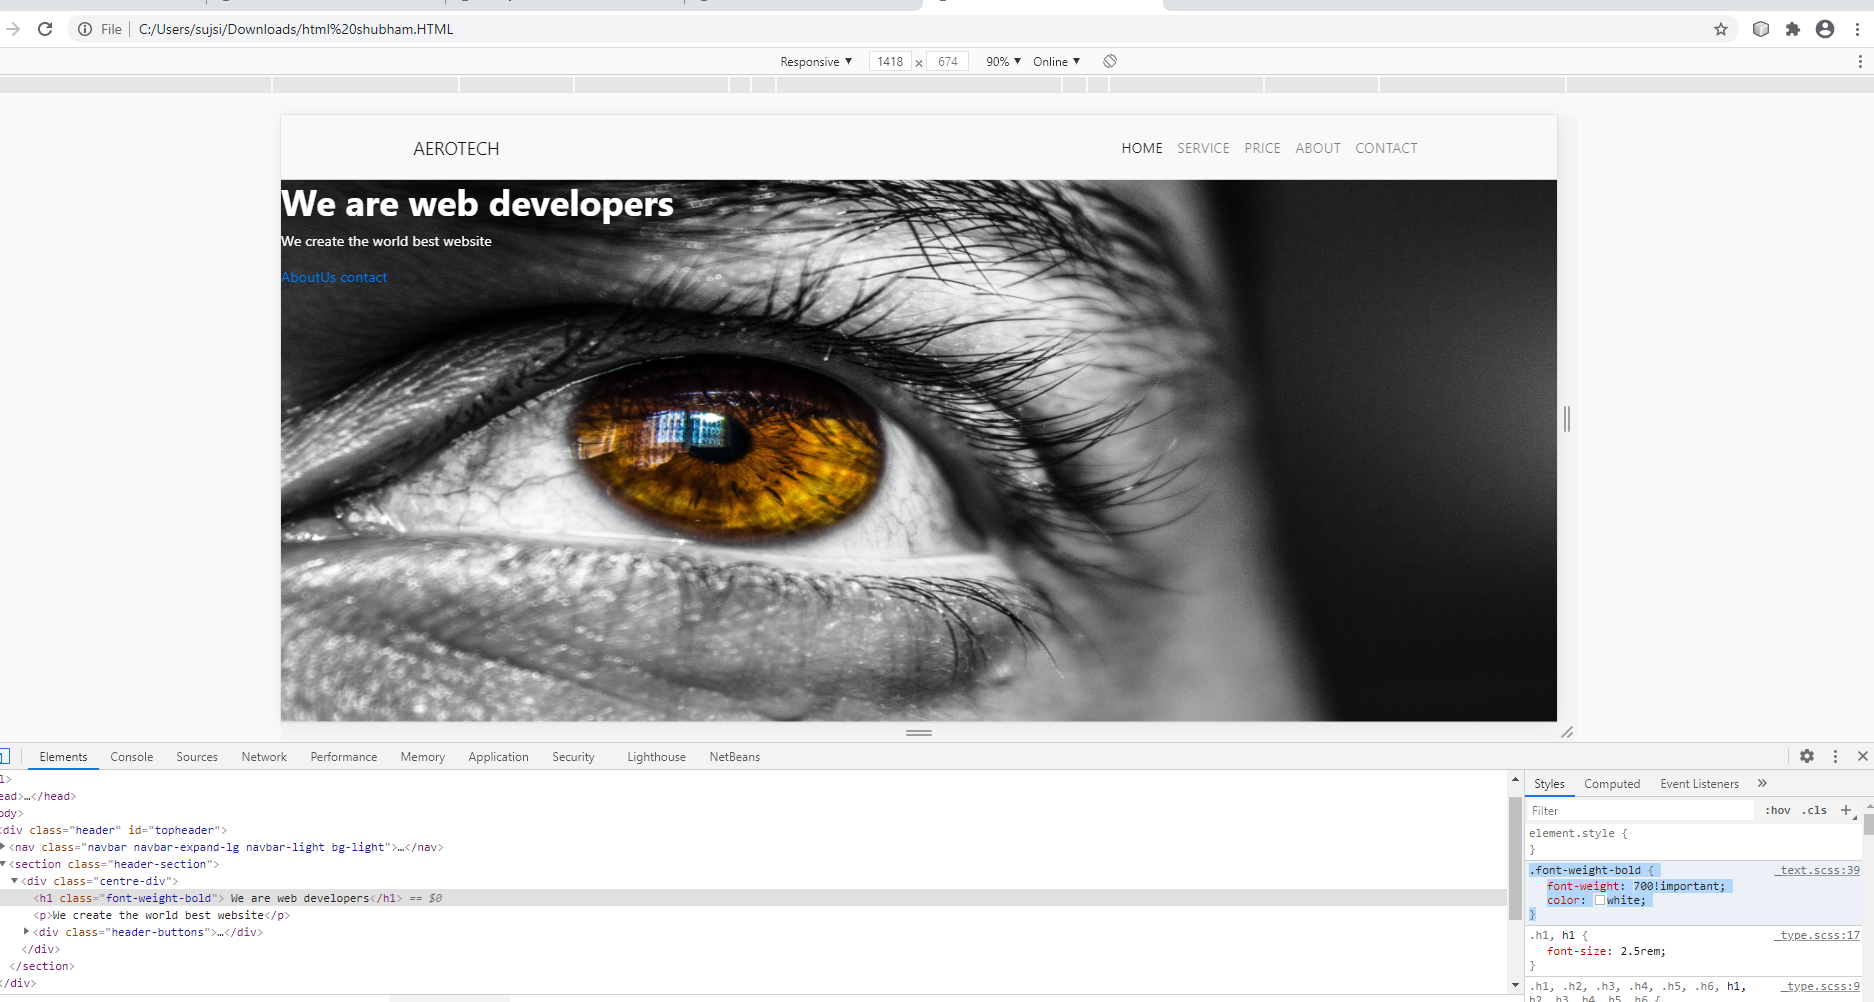 File C:/Users/sujsi/Downloads/html%20shubham.HTML
Responsive ▼ 1418 × 674 90% ▼ Online ▼
AEROTECH HOME SERVICE PRICE ABOUT CONTACT
We are web developers
We create the world best website
AboutUs contact
Elements Console Sources Network Performance Memory Application Security Lighthouse NetBeans
l>
ead>…</head>
ody>
<div class="header" id="topheader">
<nav class="navbar navbar-expand-lg navbar-light bg-light">…</nav>
<section class="header-section">
<div class="centre-div">
<h1 class="font-weight-bold"> We are web developers</h1> == $0
<p>We create the world best website</p>
<div class="header-buttons">…</div>
</div>
</section>
</div>
Styles Computed Event Listeners »
Filter :hov .cls +
element.style {
}
.font-weight-bold { _text.scss:39
font-weight: 700!important;
color: white;
}
.h1, h1 { _type.scss:17
font-size: 2.5rem;
}
.h1, .h2, .h3, .h4, .h5, .h6, h1, _type.scss:9
h2, h3, h4, h5, h6 {